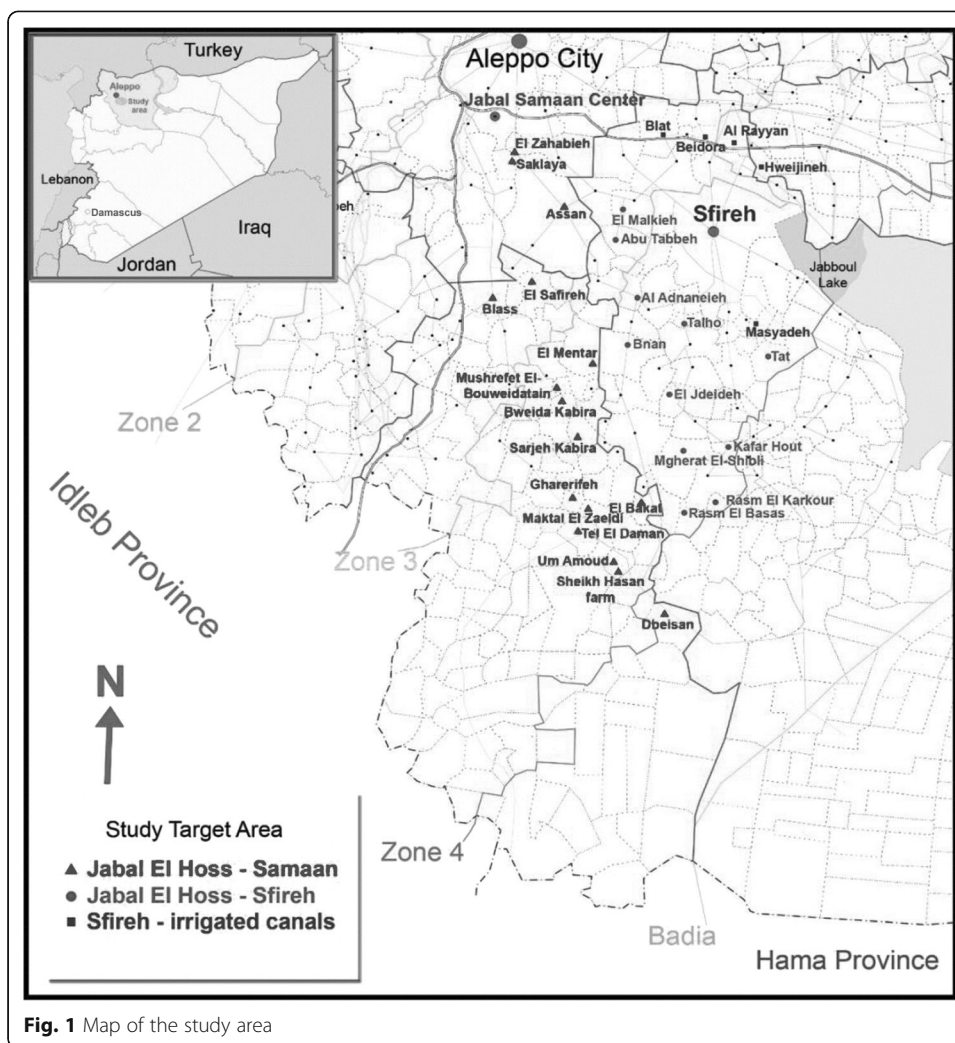 Turkey
Aleppo
Study
area
Lebanon
Damascus
Iraq
Jordan
Aleppo City
Jabal Samaan Center
El Zahabieh
Saklaya
Blat
Beidora
Al Rayyan
Hweijineh
Assan
El Malkieh
Sfireh
Abu Tabbeh
Jabboul
Lake
El Safireh
Blass
Al Adnaneieh
Talho
Masyadeh
Bnan
Tat
El Mentar
Mushrefet El-
Bouweidatain
Bweida Kabira
El Jdeideh
Zone 2
Sarjeh Kabira
Kafar Hout
Mgherat El-Shibli
Gharerifeh
El Bakat
Rasm El Karkour
Maktal El Zaeldi
Rasm El Basas
Tel El Daman
Idleb Province
Zone 3
Um Amoud
Sheikh Hasan
farm
Dbeisan
N
Study Target Area
Jabal El Hoss - Samaan
Jabal El Hoss - Sfireh
Sfireh - irrigated canals
Zone 4
Badia
Hama Province
Fig. 1 Map of the study area